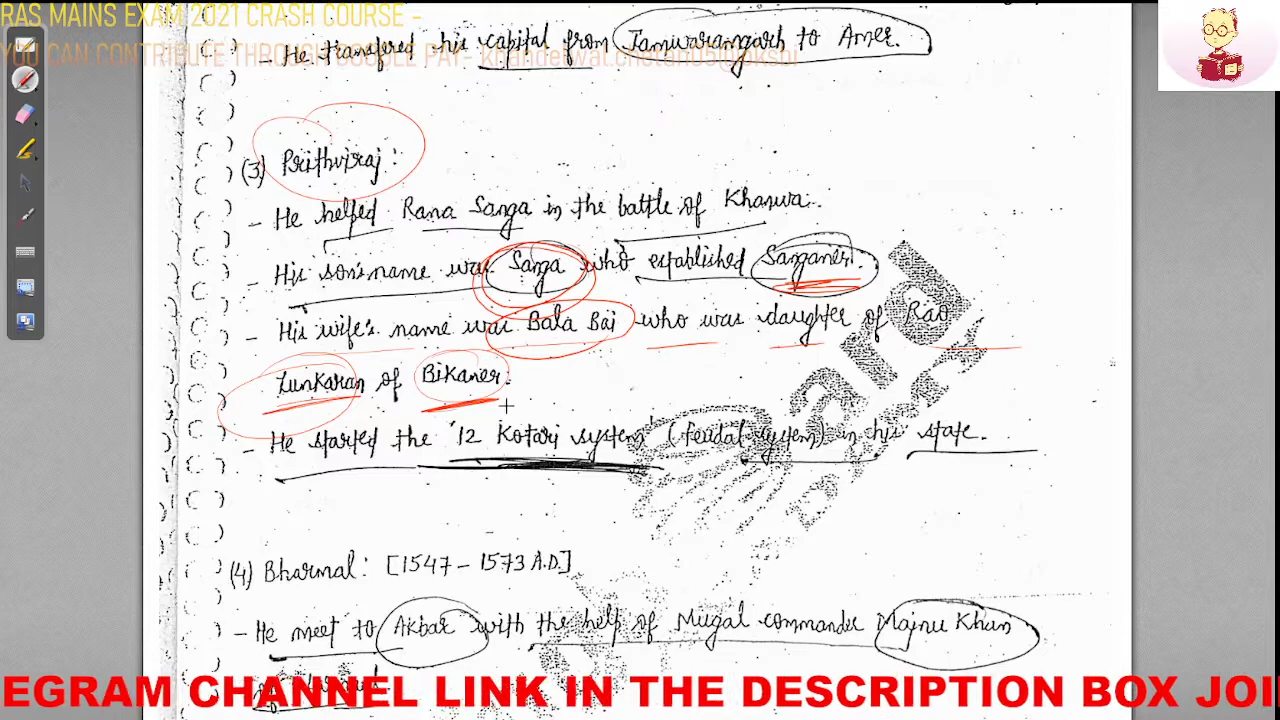 RAS MAINS EXAM 2021 CRASH COURSE -
YOU CAN CONTRIBUTE THROUGH GOOGLE PAY-
- He transfered his capital from Jamwaramgarh to Amer.
(3) Prithviraj:
- He helped Rana Sanga in the battle of Khanwa.
- His son's name was Sanga who established Sanganer.
- His wife's name was Bala Bai who was daughter of Rao
Lunkaran of Bikaner.
- He started the '12 Kotari system' (feudal system) in his state.
(4) Bharmal: [1547 - 1573 A.D.]
- He meet to Akbar with the help of Mugal commander Majnu Khan
EGRAM CHANNEL LINK IN THE DESCRIPTION BOX JOI